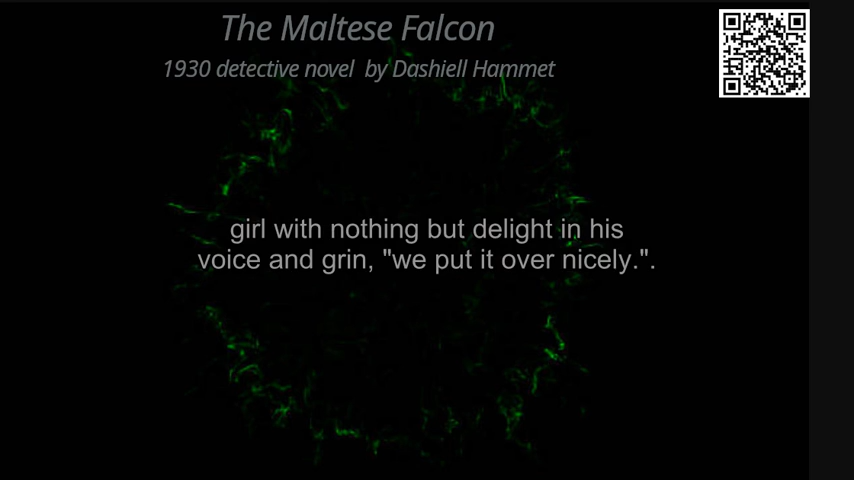 The Maltese Falcon
1930 detective novel  by Dashiell Hammet
girl with nothing but delight in his
voice and grin, "we put it over nicely.".